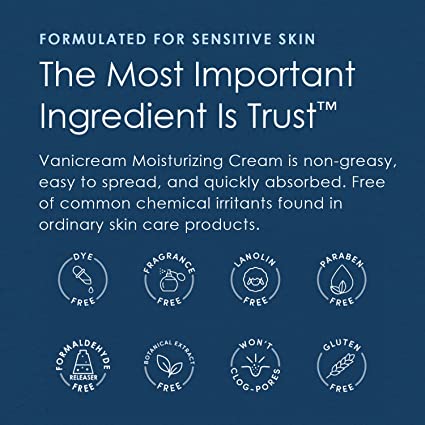 FORMULATED FOR SENSITIVE SKIN
The Most Important
Ingredient Is Trust™
Vanicream Moisturizing Cream is non-greasy,
easy to spread, and quickly absorbed. Free
of common chemical irritants found in
ordinary skin care products.
DYE
FREE
FRAGRANCE
FREE
LANOLIN
FREE
PARABEN-
FREE
FORMALDEHYDE
RELEASER
FREE
BOTANICAL EXTRACT
FREE
WON'T
CLOG-PORES
GLUTEN
FREE